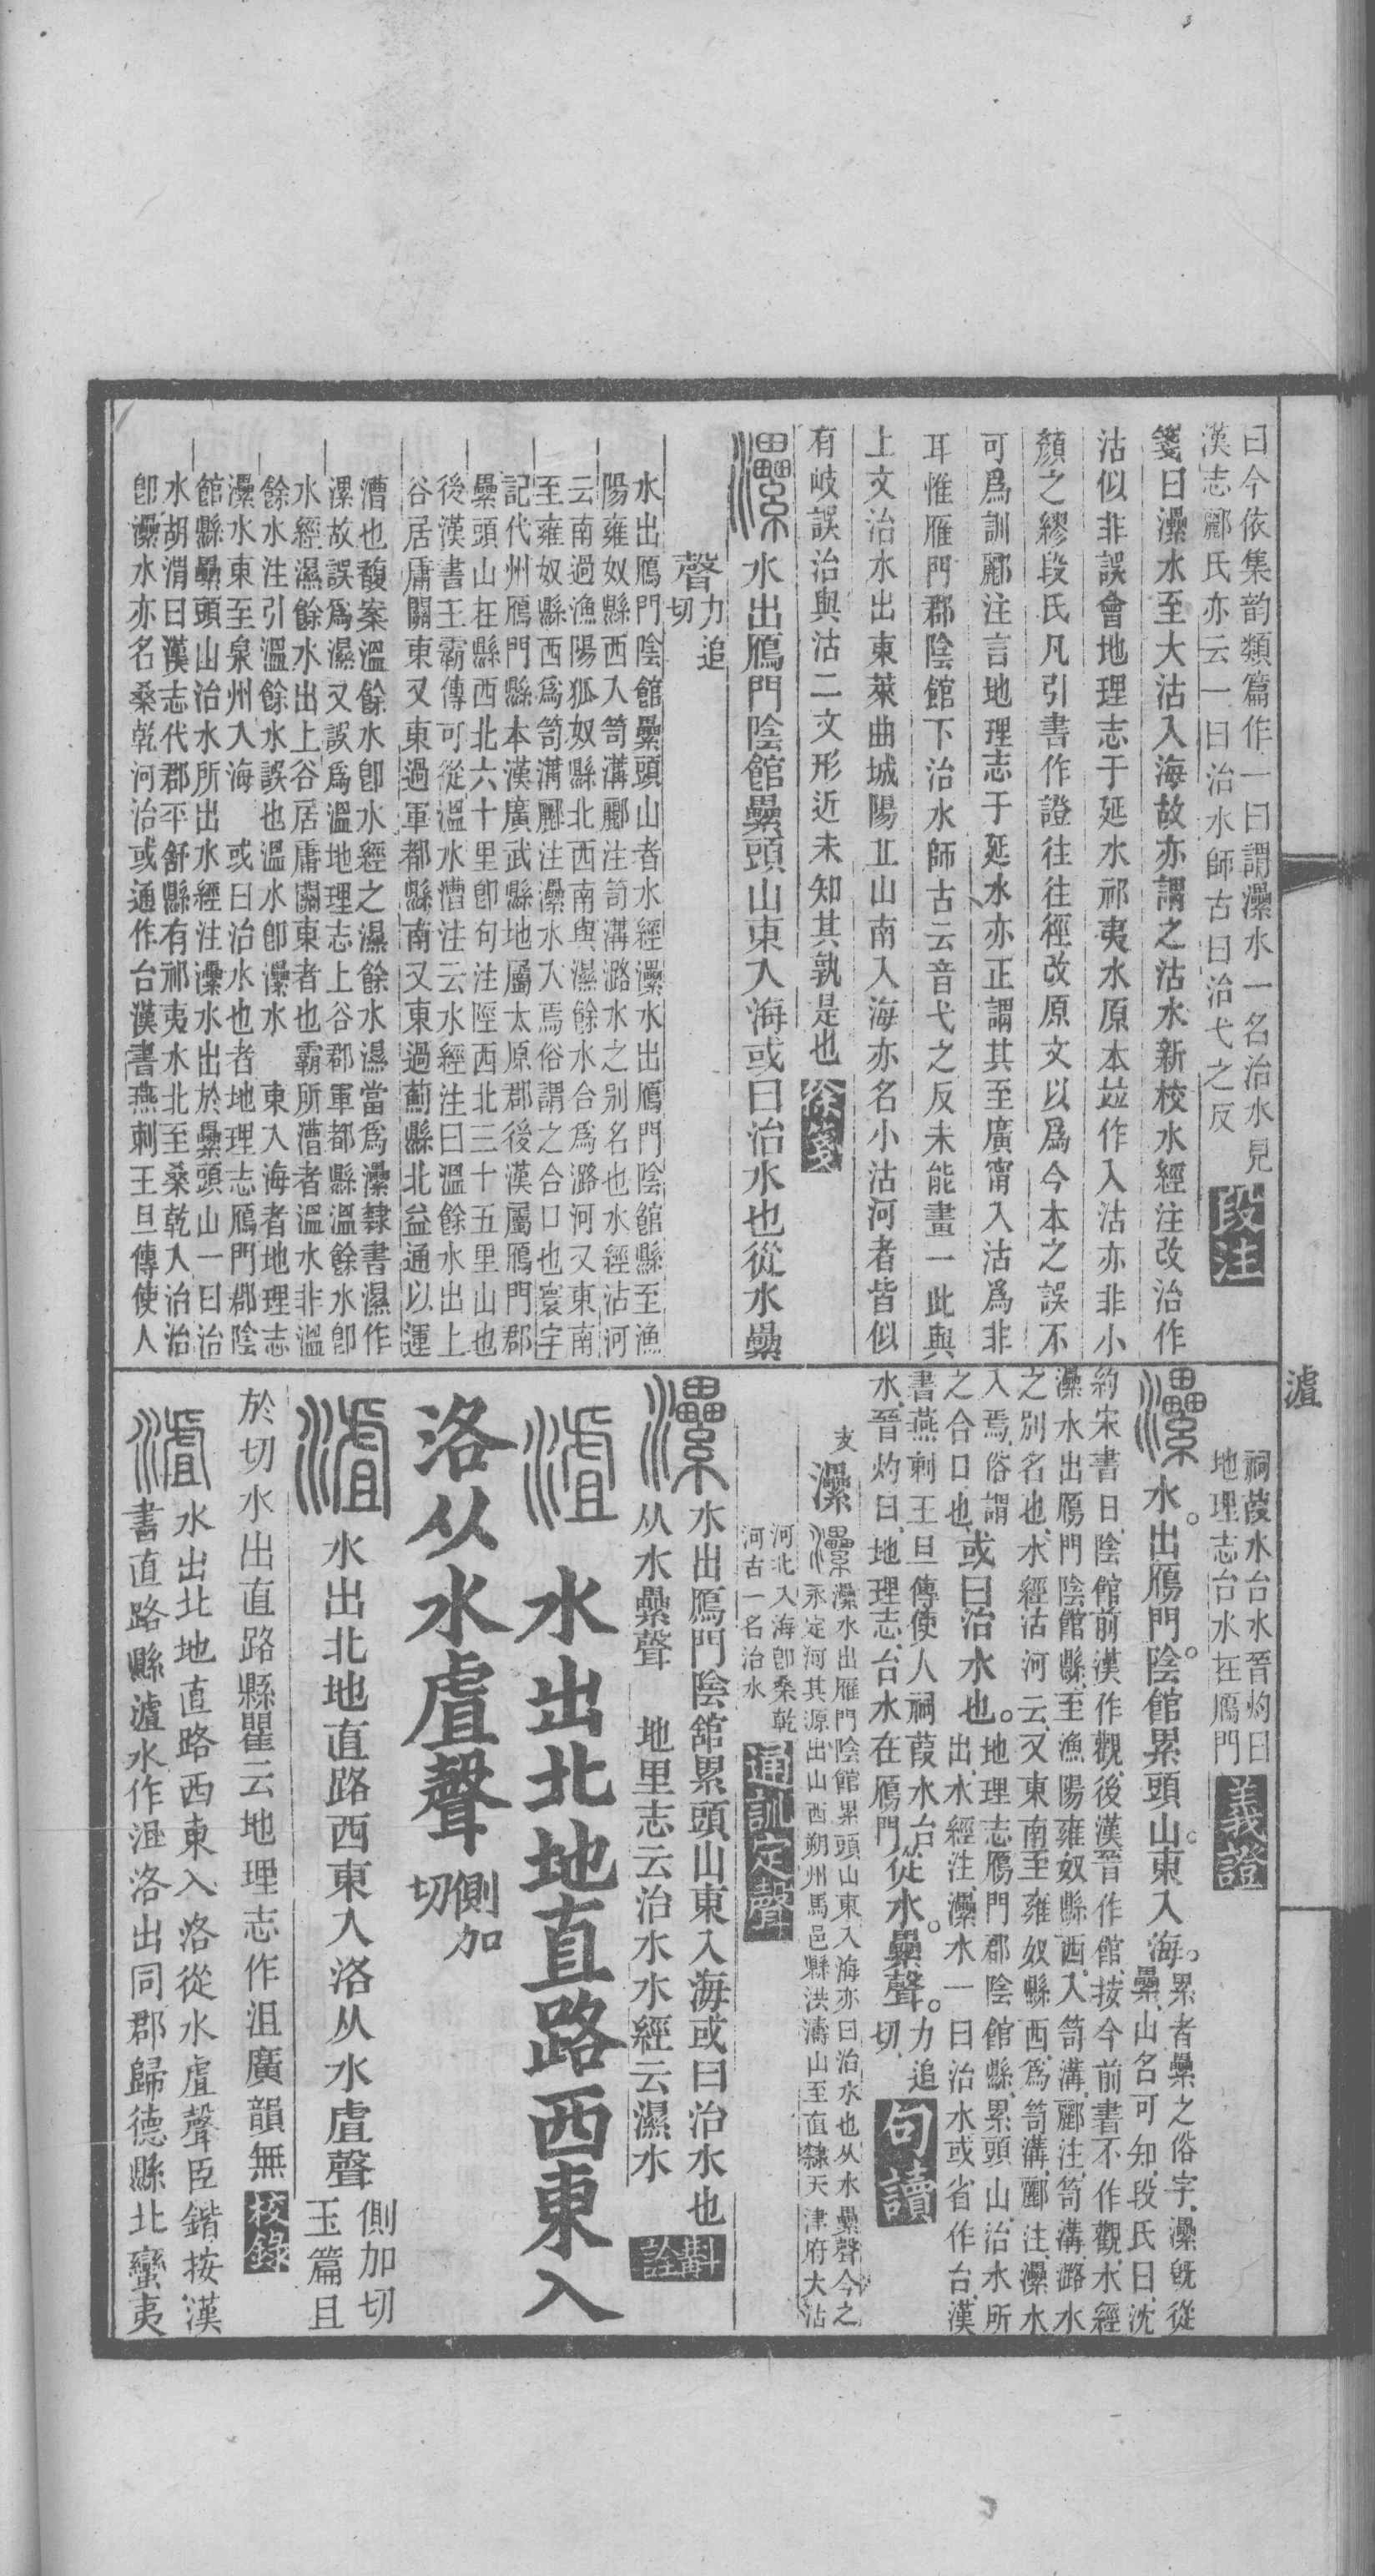 曰今依集韵類篇作一曰謂灅水一名治水見
漢志酈氏亦云一曰治水師古曰治弋之反
段注
箋曰灅水至大沽入海故亦謂之沽水新校水經注改治作
沽似非誤會地理志于延水祁夷水原本竝作入沽亦非小
顏之繆段氏凡引書作證往往徑改原文以爲今本之誤不
可爲訓酈注言地理志于延水亦正謂其至廣甯入沽爲非
耳惟雁門郡陰館下治水師古云音弋之反未能畫一此與
上文治水出東萊曲城陽丘山南入海亦名小沽河者皆似
有岐誤治與沽二文形近未知其孰是也
徐箋
水出鴈門陰館纍頭山東入海或曰治水也從水纍
聲力追切
水出鴈門陰館纍頭山者水經灅水出鴈門陰館縣至漁
陽雍奴縣西入笥溝酈注笥溝潞水之別名也水經沽河
云南過漁陽狐奴縣北西南與濕餘水合爲潞河又東南
至雍奴縣西爲笥溝酈注灅水入焉俗謂之合口也寰宇
記代州鴈門縣本漢廣武縣地屬太原郡後漢屬鴈門郡
纍頭山在縣西北六十里卽句注陘西北三十五里山也
後漢書王霸傳可從溫水漕注云水經注曰溫餘水出上
谷居庸關東又東過軍都縣南又東過薊縣北益通以運
漕也馥案溫餘水卽水經之濕餘水濕當爲灅隸書濕作
漯故誤爲濕又誤爲溫地理志上谷郡軍都縣溫餘水卽
水經濕餘水出上谷居庸關東者也霸所漕者溫水非溫
餘水注引溫餘水誤也溫水卽灅水　東入海者地理志
灅水東至泉州入海　或曰治水也者地理志鴈門郡陰
館縣纍頭山治水所出水經注灅水出於纍頭山一曰治
水胡渭曰漢志代郡平舒縣有祁夷水北至桑乾入治治
卽灅水亦名桑乾河治或通作台漢書燕刺王旦傳使人
祠葭水台水晉灼曰
地理志台水在鴈門
義證
水。出鴈門。陰館累頭山。東入海。累者纍之俗字灅旣從
纍山名可知段氏曰沈
約宋書曰陰館前漢作觀後漢晉作館按今前書不作觀水經
灅水出鴈門陰館縣至漁陽雍奴縣西入笥溝酈注笥溝潞水
之別名也水經沽河云又東南至雍奴縣西爲笥溝酈注灅水
入焉俗謂
之合口也
或曰治水也。地理志鴈門郡陰館縣累頭山治水所
出水經注灅水一曰治水或省作台漢
書燕刺王旦傳使人祠葭水台
水晉灼曰地理志台水在鴈門
從水。纍聲。力追切
句讀
支
灅
灅水出雁門陰館累頭山東入海亦曰治水也从水纍聲今之
永定河其源出山西朔州馬邑縣洪濤山至直隸天津府大沽
河北入海卽桑乾
河古一名治水
通訓定聲
水出鴈門陰舘累頭山東入海或曰治水也
从水纍聲　地里志云治水水經云濕水
斠詮
水出北地直路西東入
洛从水虘聲側加切
水出北地直路西東入洛从水虘聲側加切
玉篇且
於切水出直路縣瞿云地理志作沮廣韻無
校錄
水出北地直路西東入洛從水虘聲臣鍇按漢
書直路縣瀘水作洰洛出同郡歸德縣北蠻夷